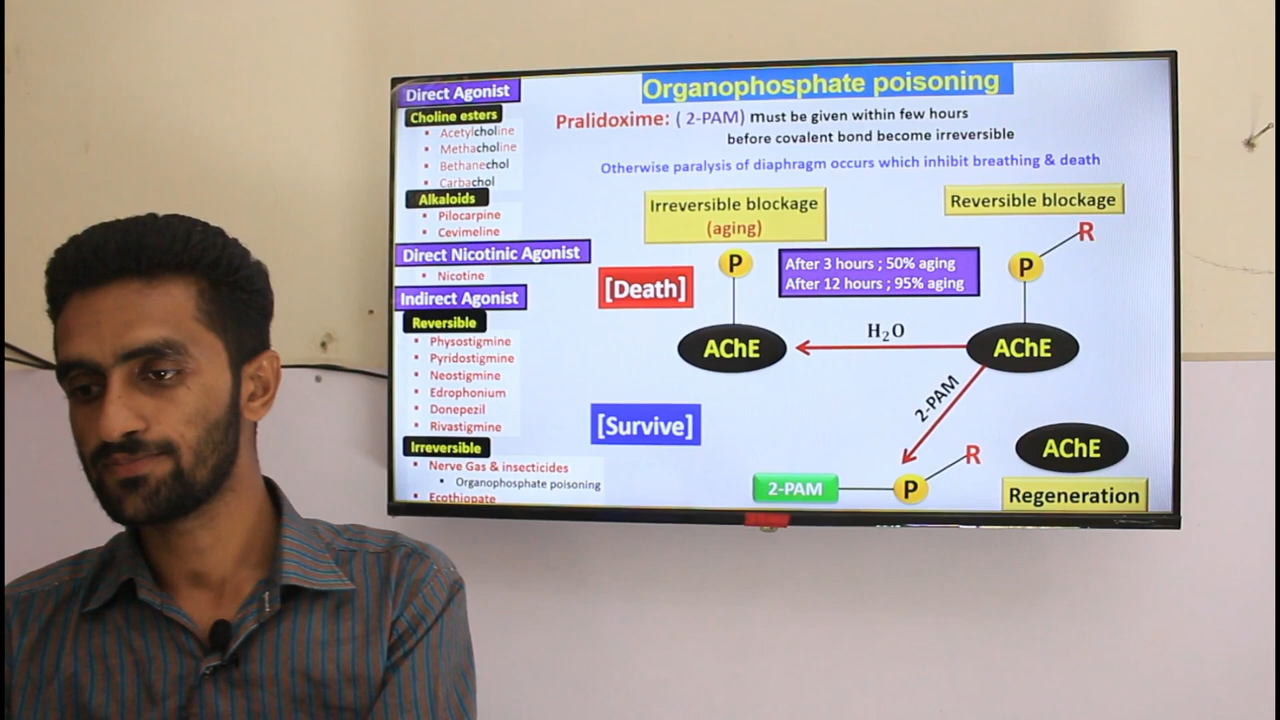 Direct Agonist
Choline esters
Acetylcholine
Methacholine
Bethanechol
Carbachol
Alkaloids
Pilocarpine
Cevimeline
Direct Nicotinic Agonist
Nicotine
Indirect Agonist
Reversible
Physostigmine
Pyridostigmine
Neostigmine
Edrophonium
Donepezil
Rivastigmine
Irreversible
Nerve Gas & insecticides
Organophosphate poisoning
Ecothiopate
Organophosphate poisoning
Pralidoxime: ( 2-PAM) must be given within few hours
before covalent bond become irreversible
Otherwise paralysis of diaphragm occurs which inhibit breathing & death
Irreversible blockage
(aging)
Reversible blockage
P
R
P
After 3 hours ; 50% aging
After 12 hours ; 95% aging
[Death]
AChE
H₂O
AChE
2-PAM
[Survive]
AChE
2-PAM
P
R
Regeneration